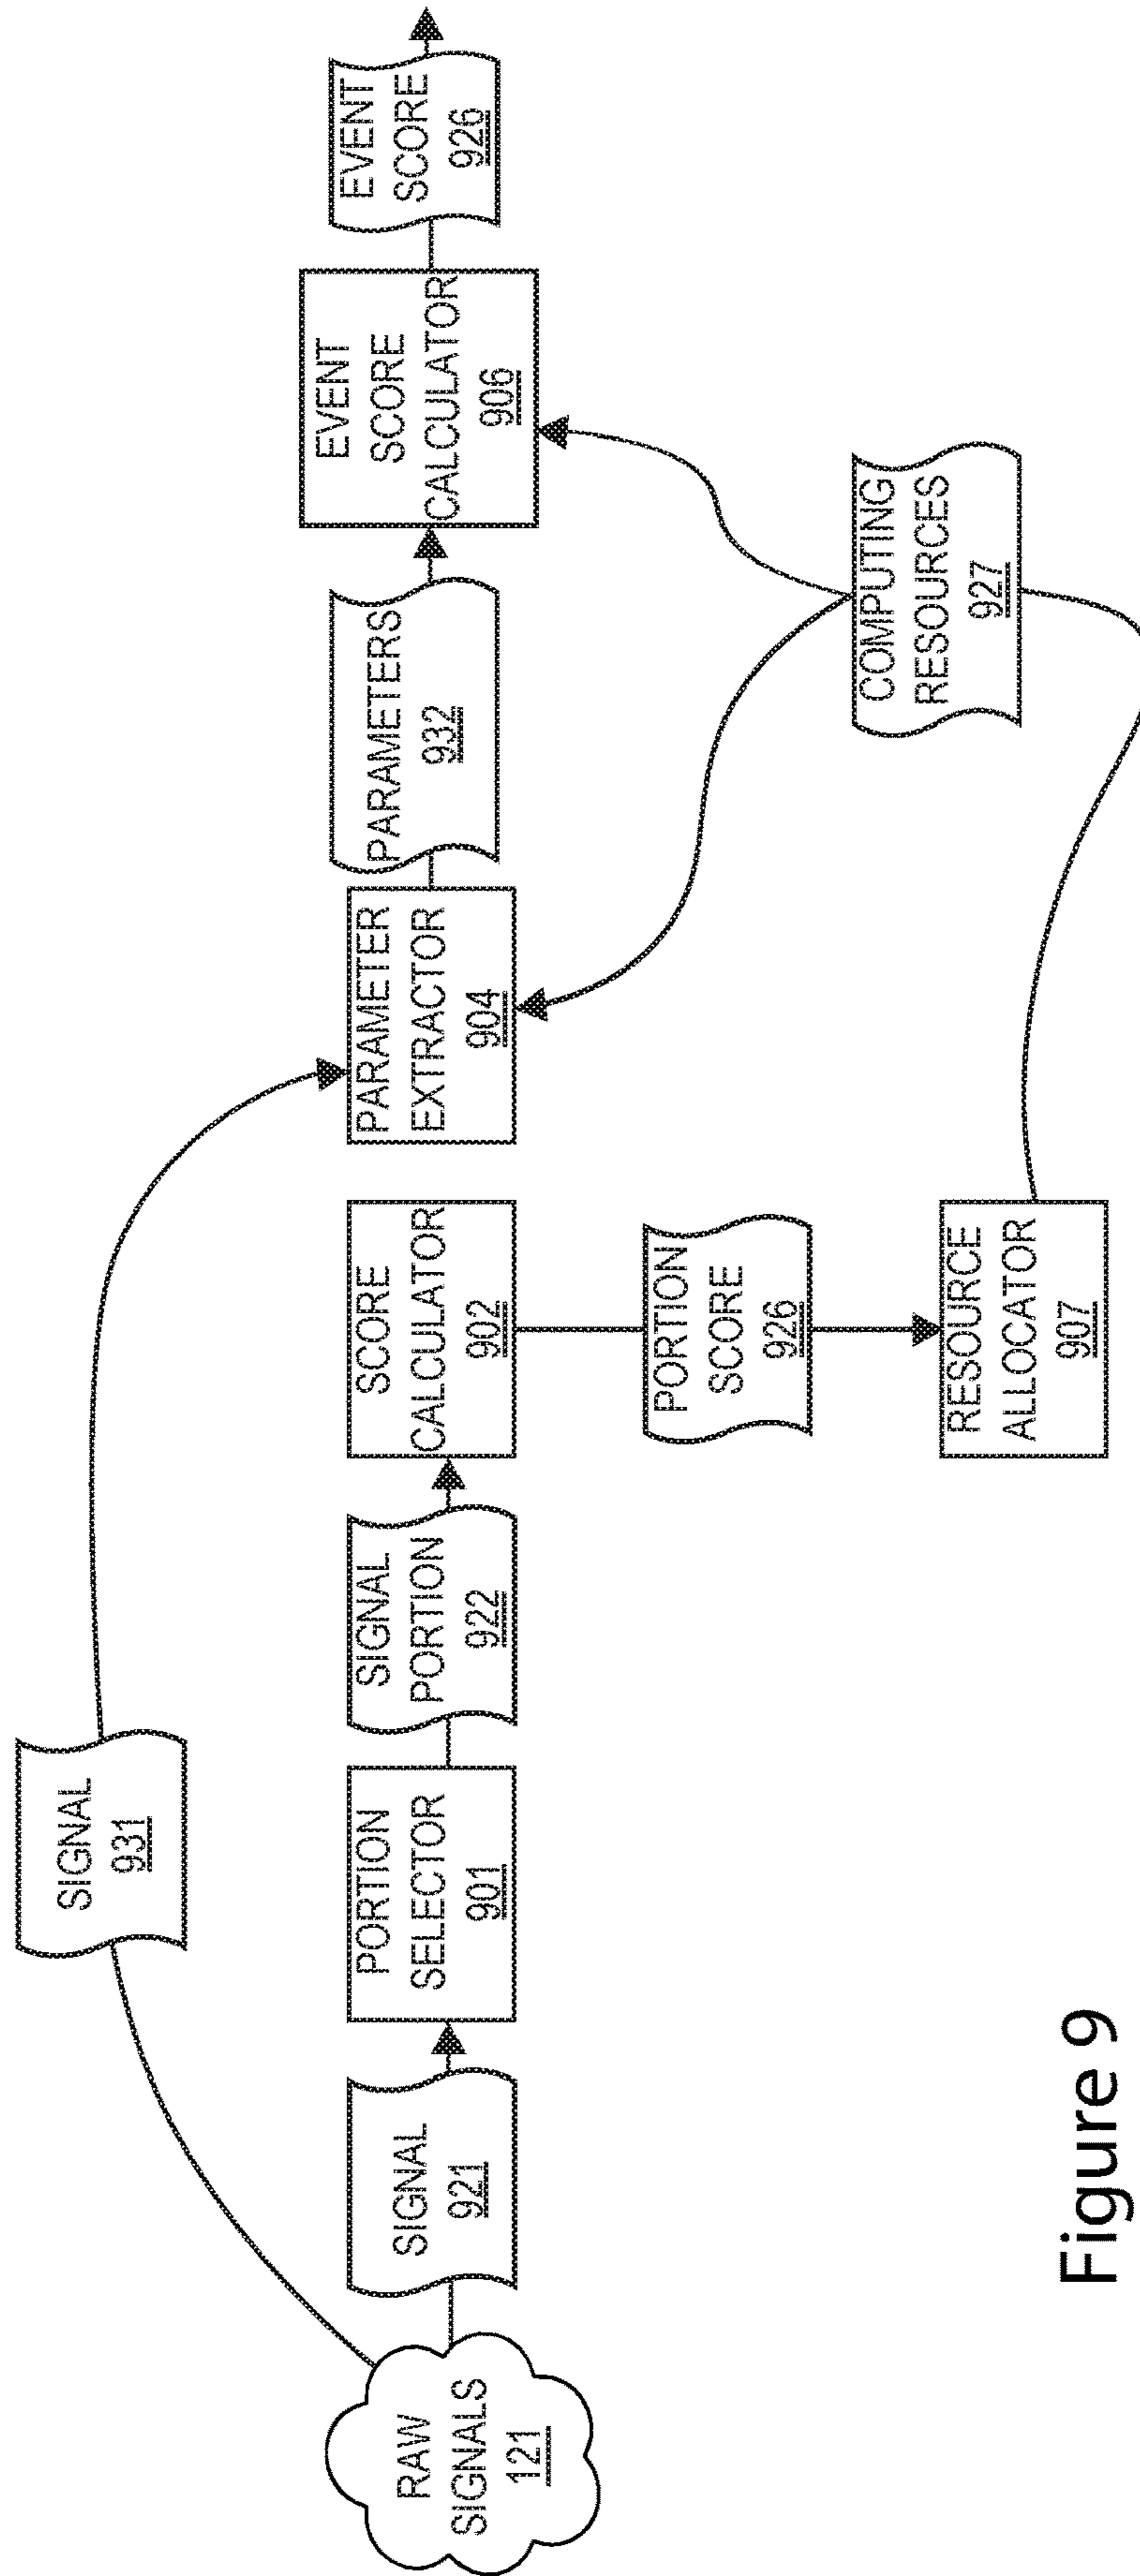 SIGNAL
931
RAW
SIGNALS
121
SIGNAL
921
PORTION
SELECTOR
901
SIGNAL
PORTION
922
SCORE
CALCULATOR
902
PARAMETER
EXTRACTOR
904
PARAMETERS
932
EVENT
SCORE
CALCULATOR
906
EVENT
SCORE
926
PORTION
SCORE
926
RESOURCE
ALLOCATOR
907
COMPUTING
RESOURCES
927
Figure 9